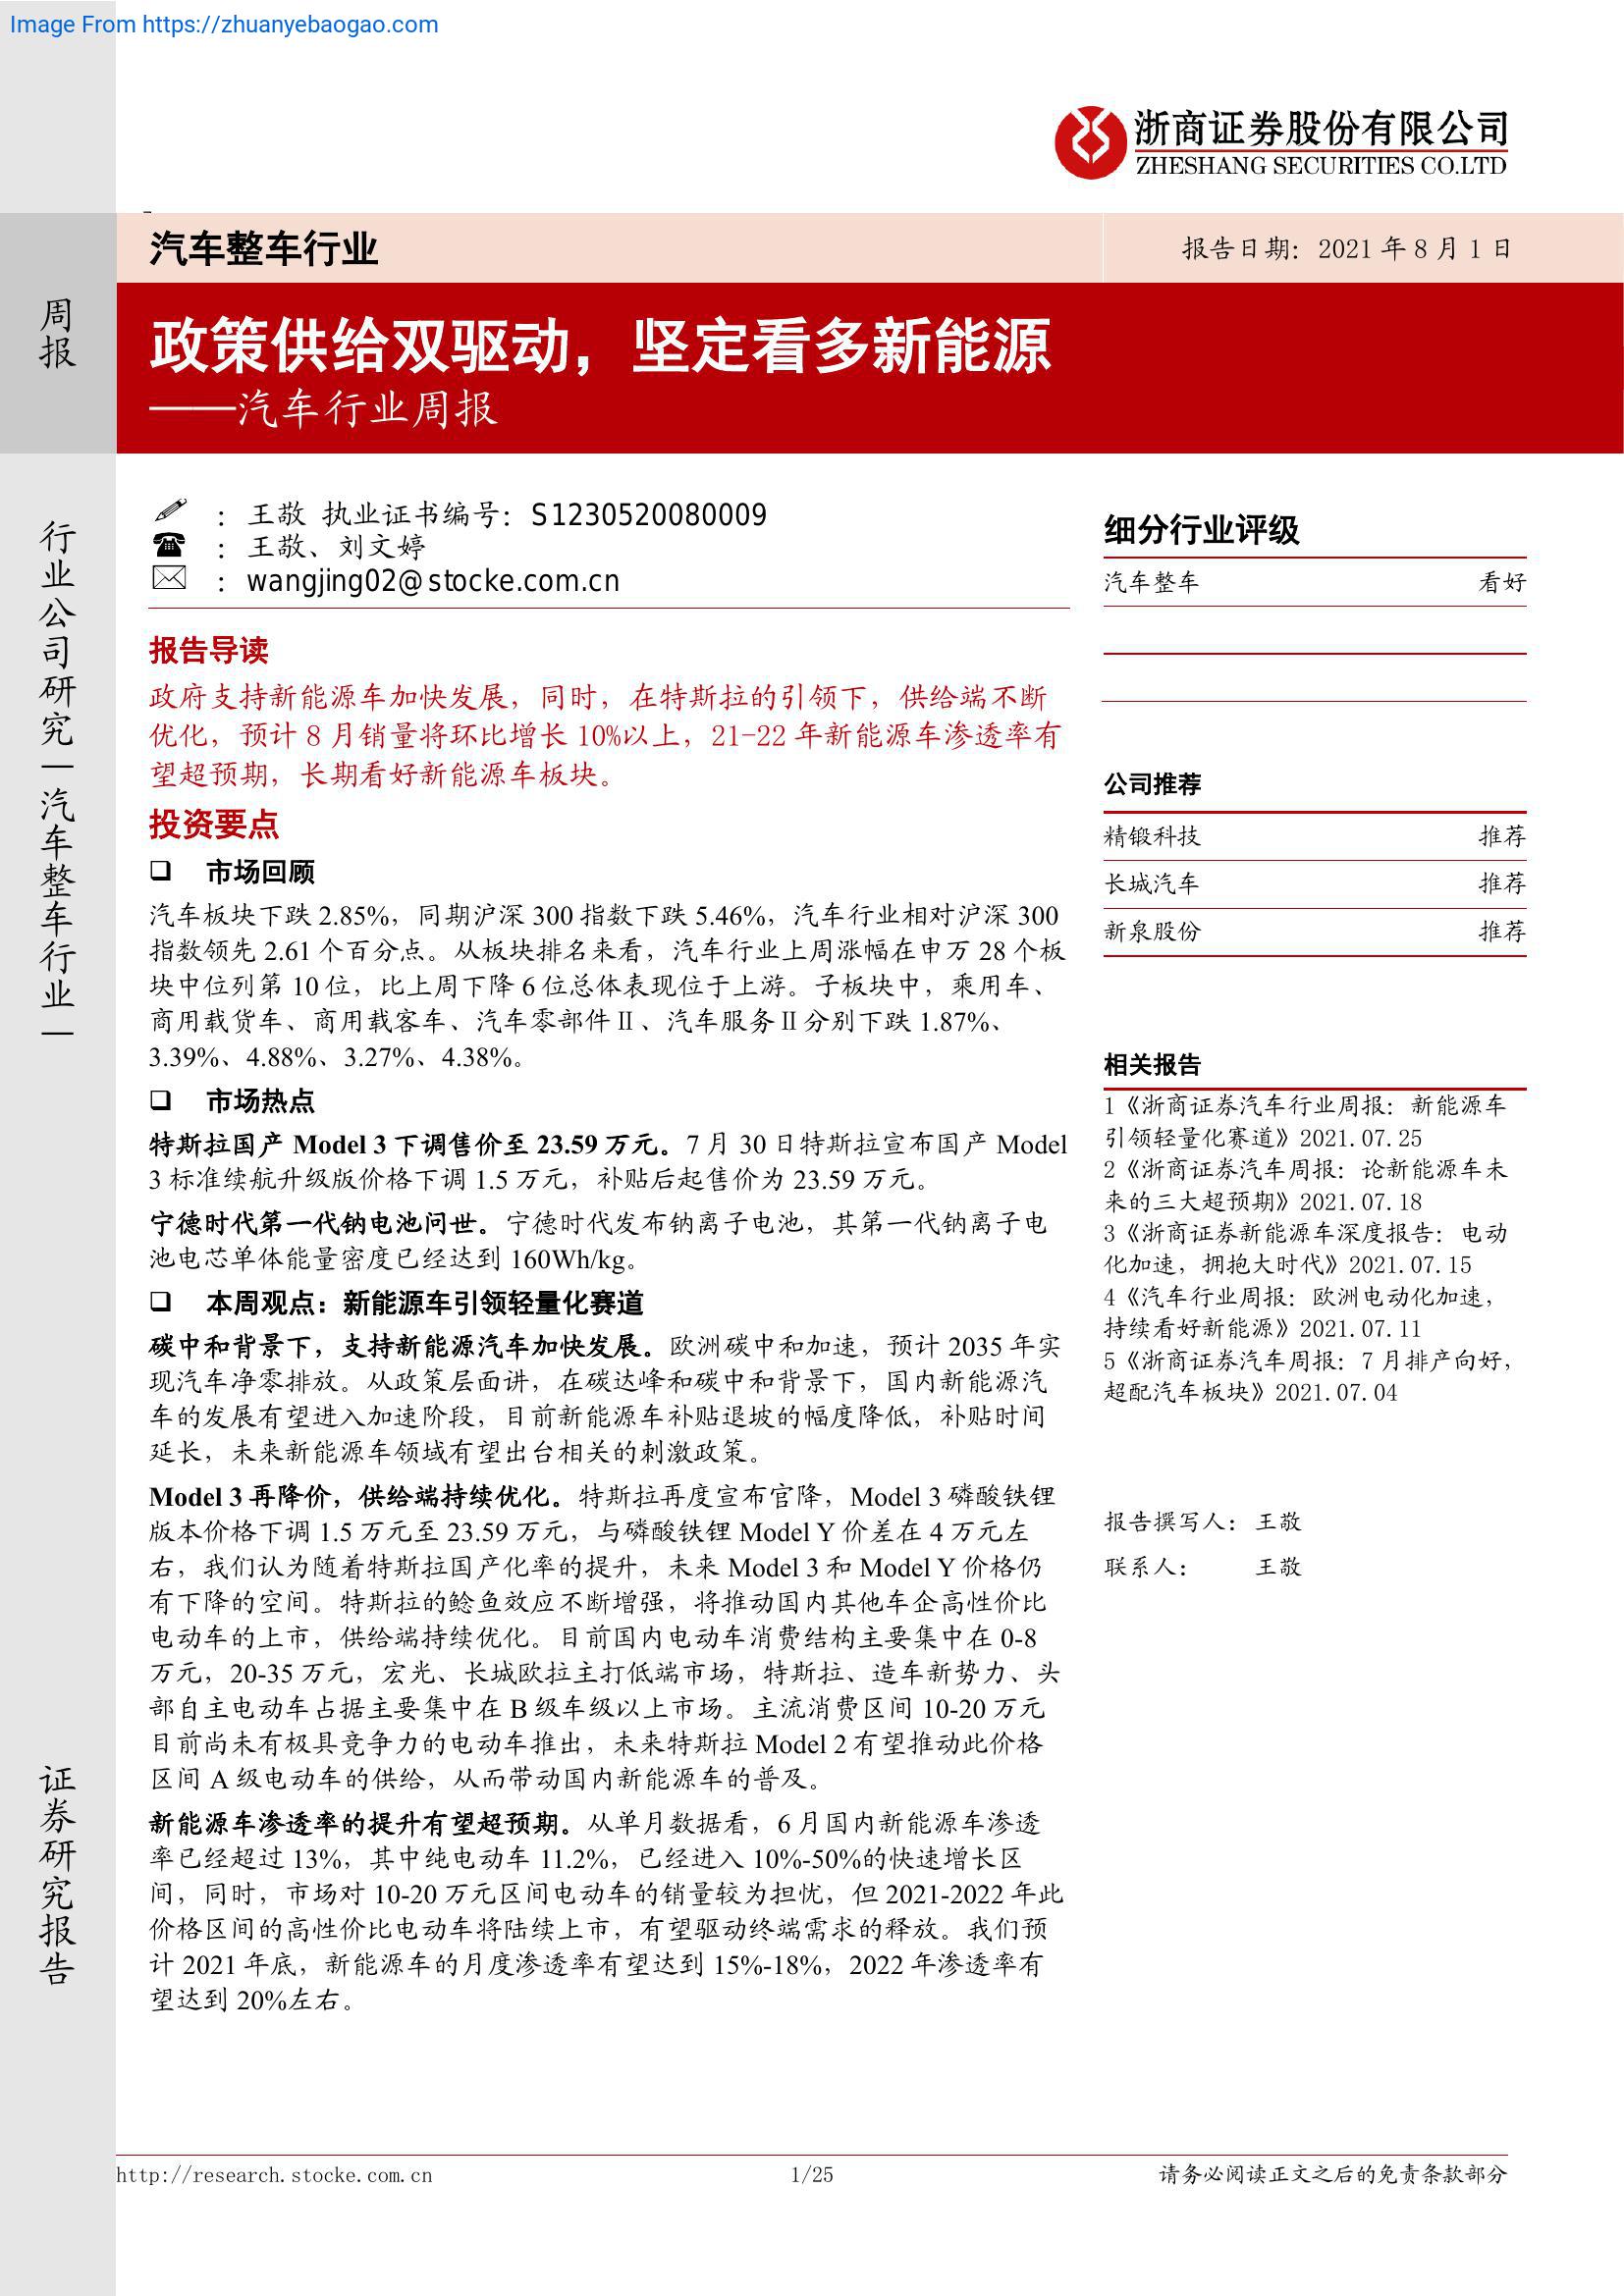 Image From https://zhuanyebaogao.com
浙商证券股份有限公司
ZHESHANG SECURITIES CO.LTD
汽车整车行业
报告日期：2021 年 8 月 1 日
周报
政策供给双驱动，坚定看多新能源
——汽车行业周报
行业公司研究—汽车整车行业—
证券研究报告
： 王敬 执业证书编号：S1230520080009
： 王敬、刘文婷
： wangjing02@stocke.com.cn
报告导读
政府支持新能源车加快发展，同时，在特斯拉的引领下，供给端不断
优化，预计 8 月销量将环比增长 10%以上，21-22 年新能源车渗透率有
望超预期，长期看好新能源车板块。
投资要点
❑ 市场回顾
汽车板块下跌 2.85%，同期沪深 300 指数下跌 5.46%，汽车行业相对沪深 300
指数领先 2.61 个百分点。从板块排名来看，汽车行业上周涨幅在申万 28 个板
块中位列第 10 位，比上周下降 6 位总体表现位于上游。子板块中，乘用车、
商用载货车、商用载客车、汽车零部件Ⅱ、汽车服务Ⅱ分别下跌 1.87%、
3.39%、4.88%、3.27%、4.38%。
❑ 市场热点
特斯拉国产 Model 3 下调售价至 23.59 万元。7 月 30 日特斯拉宣布国产 Model
3 标准续航升级版价格下调 1.5 万元，补贴后起售价为 23.59 万元。
宁德时代第一代钠电池问世。宁德时代发布钠离子电池，其第一代钠离子电
池电芯单体能量密度已经达到 160Wh/kg。
❑ 本周观点：新能源车引领轻量化赛道
碳中和背景下，支持新能源汽车加快发展。欧洲碳中和加速，预计 2035 年实
现汽车净零排放。从政策层面讲，在碳达峰和碳中和背景下，国内新能源汽
车的发展有望进入加速阶段，目前新能源车补贴退坡的幅度降低，补贴时间
延长，未来新能源车领域有望出台相关的刺激政策。
Model 3 再降价，供给端持续优化。特斯拉再度宣布官降，Model 3 磷酸铁锂
版本价格下调 1.5 万元至 23.59 万元，与磷酸铁锂 Model Y 价差在 4 万元左
右，我们认为随着特斯拉国产化率的提升，未来 Model 3 和 Model Y 价格仍
有下降的空间。特斯拉的鲶鱼效应不断增强，将推动国内其他车企高性价比
电动车的上市，供给端持续优化。目前国内电动车消费结构主要集中在 0-8
万元，20-35 万元，宏光、长城欧拉主打低端市场，特斯拉、造车新势力、头
部自主电动车占据主要集中在 B 级车级以上市场。主流消费区间 10-20 万元
目前尚未有极具竞争力的电动车推出，未来特斯拉 Model 2 有望推动此价格
区间 A 级电动车的供给，从而带动国内新能源车的普及。
新能源车渗透率的提升有望超预期。从单月数据看，6 月国内新能源车渗透
率已经超过 13%，其中纯电动车 11.2%，已经进入 10%-50%的快速增长区
间，同时，市场对 10-20 万元区间电动车的销量较为担忧，但 2021-2022 年此
价格区间的高性价比电动车将陆续上市，有望驱动终端需求的释放。我们预
计 2021 年底，新能源车的月度渗透率有望达到 15%-18%，2022 年渗透率有
望达到 20%左右。
细分行业评级
汽车整车 看好
公司推荐
精锻科技 推荐
长城汽车 推荐
新泉股份 推荐
相关报告
1《浙商证券汽车行业周报：新能源车
引领轻量化赛道》2021.07.25
2《浙商证券汽车周报：论新能源车未
来的三大超预期》2021.07.18
3《浙商证券新能源车深度报告：电动
化加速，拥抱大时代》2021.07.15
4《汽车行业周报：欧洲电动化加速，
持续看好新能源》2021.07.11
5《浙商证券汽车周报：7 月排产向好，
超配汽车板块》2021.07.04
报告撰写人： 王敬
联系人： 王敬
http://research.stocke.com.cn
1/25
请务必阅读正文之后的免责条款部分